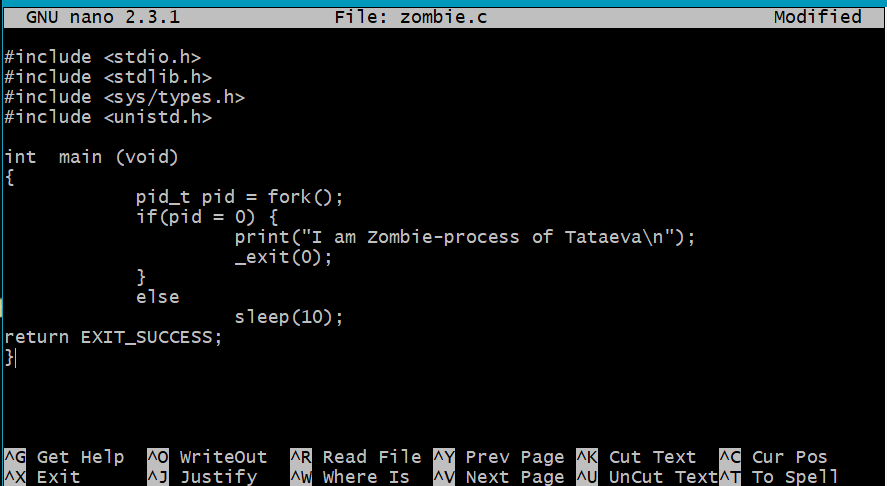 GNU nano 2.3.1 File: zombie.c Modified
#include <stdio.h>
#include <stdlib.h>
#include <sys/types.h>
#include <unistd.h>
int  main (void)
{
pid_t pid = fork();
if(pid = 0) {
print("I am Zombie-process of Tataeva\n");
_exit(0);
}
else
sleep(10);
return EXIT_SUCCESS;
}
^G Get Help ^O WriteOut ^R Read File ^Y Prev Page ^K Cut Text ^C Cur Pos
^X Exit ^J Justify ^W Where Is ^V Next Page ^U UnCut Text ^T To Spell